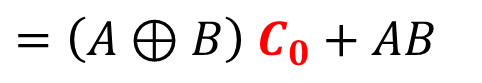 = (A ⊕ B) C₀ + AB